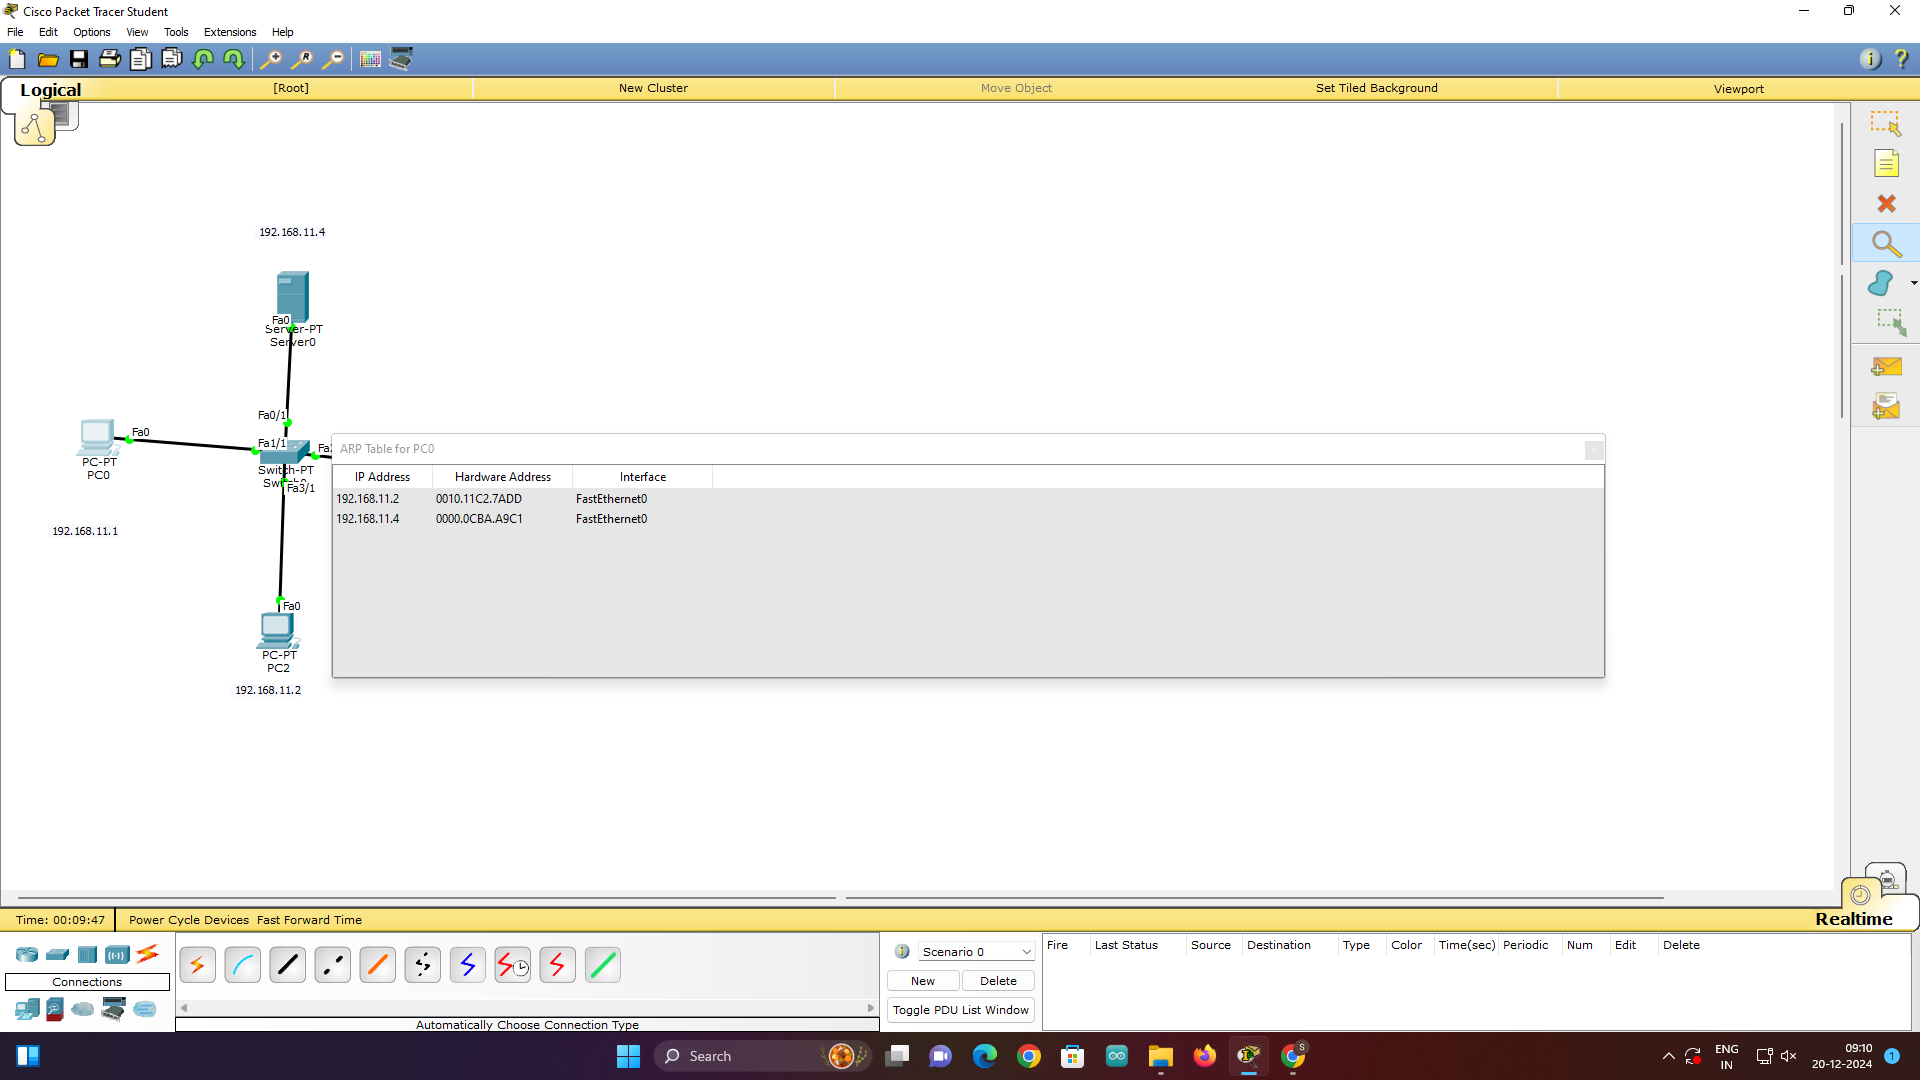 Cisco Packet Tracer Student
File Edit Options View Tools Extensions Help
Logical [Root] New Cluster Move Object Set Tiled Background Viewport
192.168.11.4
Fa0
Server-PT
Server0
Fa0/1
Fa0
Fa1/1
PC-PT
PC0
Switch-PT
Fa3/1
192.168.11.1
Fa0
PC-PT
PC2
192.168.11.2
ARP Table for PC0
IP Address Hardware Address Interface
192.168.11.2 0010.11C2.7ADD FastEthernet0
192.168.11.4 0000.0CBA.A9C1 FastEthernet0
Time: 00:09:47 Power Cycle Devices Fast Forward Time Realtime
Connections
Automatically Choose Connection Type
Scenario 0
New Delete
Toggle PDU List Window
Fire Last Status Source Destination Type Color Time(sec) Periodic Num Edit Delete
Search
ENG
IN
09:10
20-12-2024
1